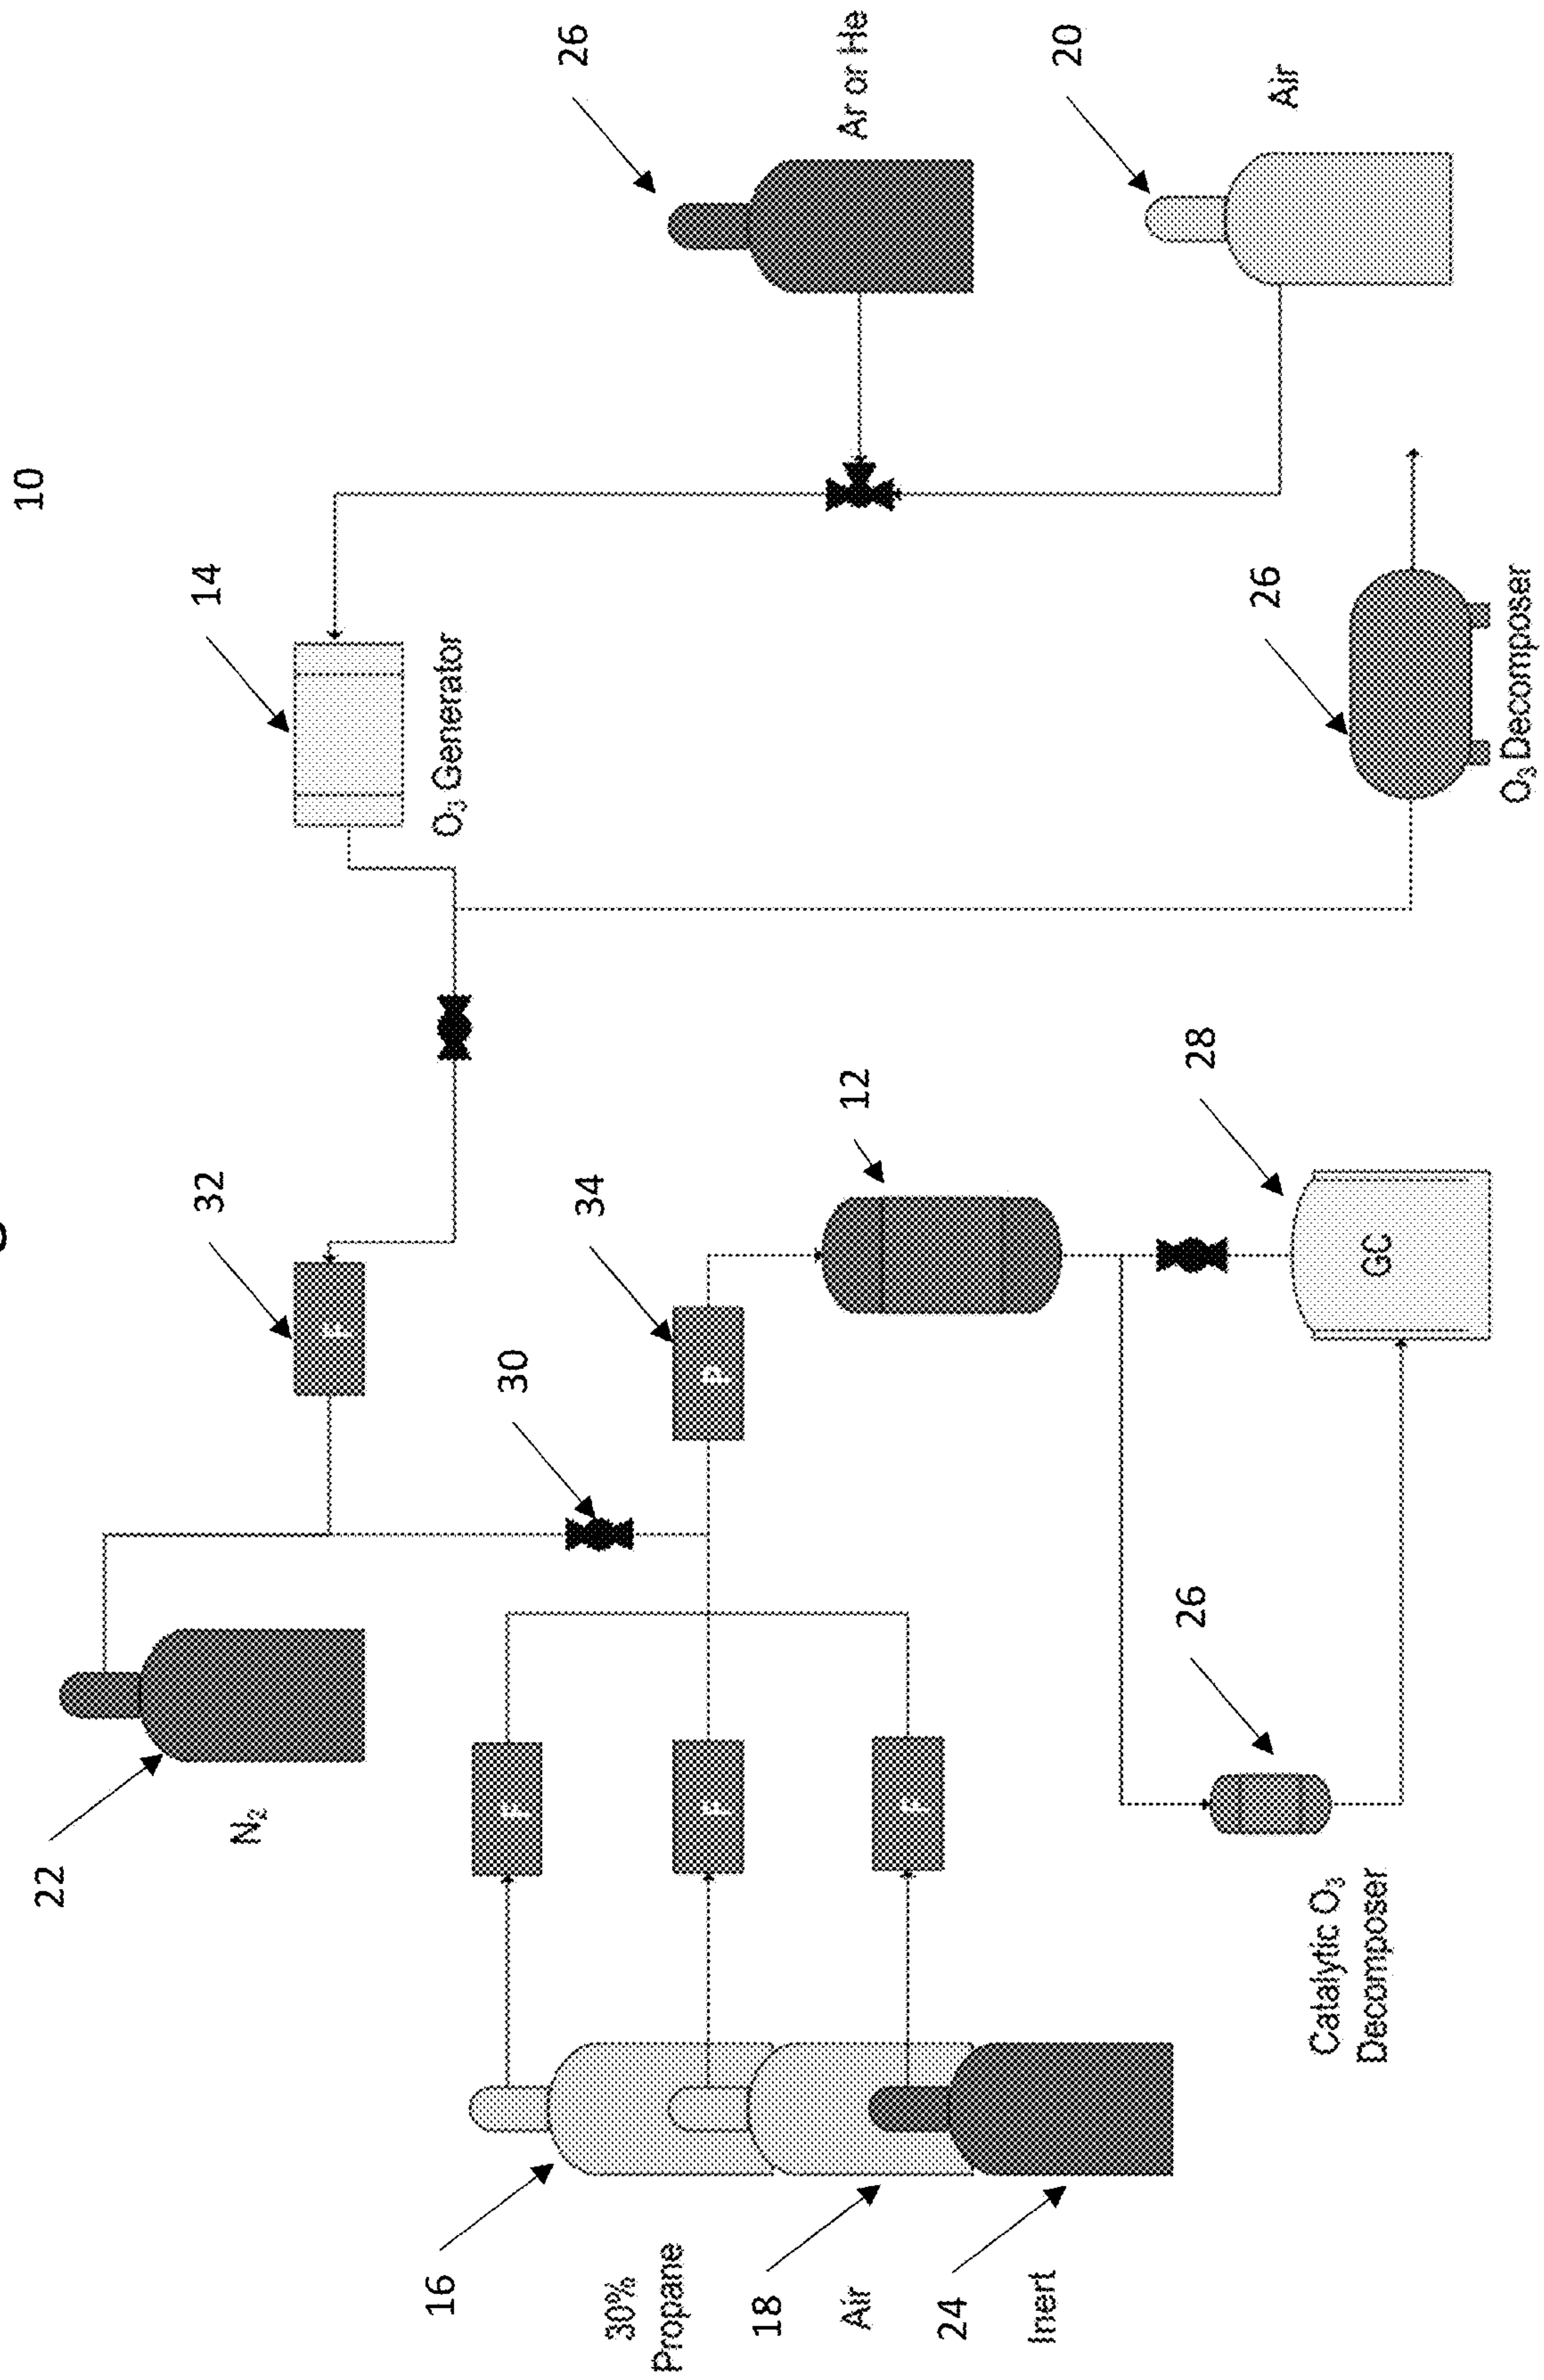 10
22
14
32
N₂
F
16
O₃ Generator
30
F
26
34
30%
Propane
P
F
18
Ar or He
12
Air
F
24
Inert
20
26
28
26
Air
Catalytic O₃
Decomposer
GC
O₃ Decomposer